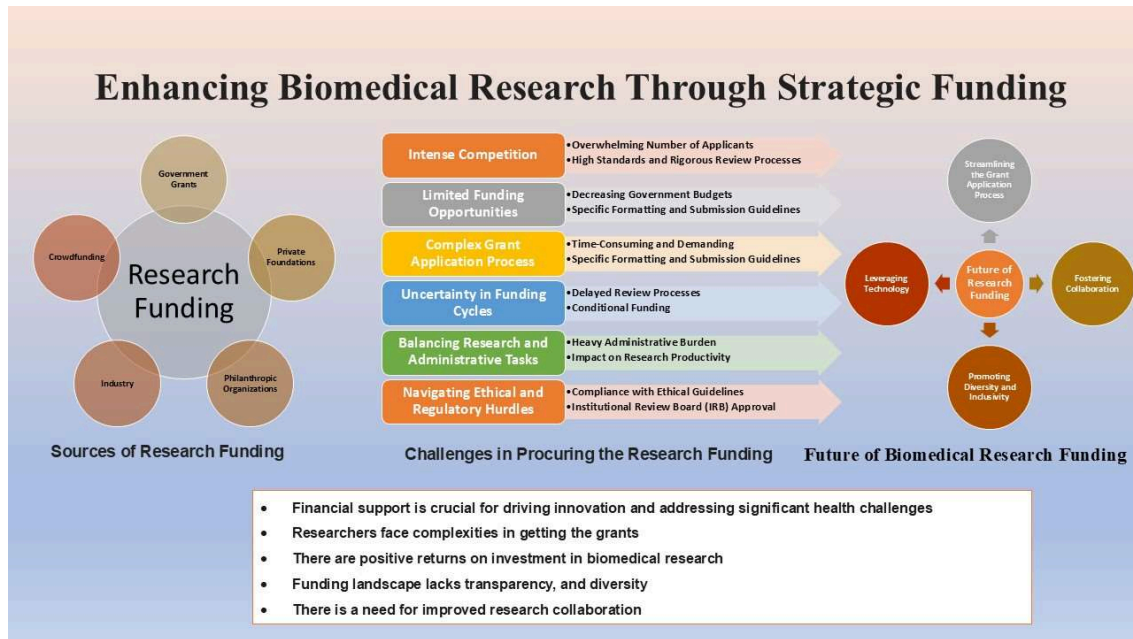 Enhancing Biomedical Research Through Strategic Funding
Government
Grants
Crowdfunding
Research
Funding
Private
Foundations
Industry
Philanthropic
Organizations
Sources of Research Funding
Intense Competition
•Overwhelming Number of Applicants
•High Standards and Rigorous Review Processes
Limited Funding
Opportunities
•Decreasing Government Budgets
•Specific Formatting and Submission Guidelines
Complex Grant
Application Process
•Time-Consuming and Demanding
•Specific Formatting and Submission Guidelines
Uncertainty in Funding
Cycles
•Delayed Review Processes
•Conditional Funding
Balancing Research and
Administrative Tasks
•Heavy Administrative Burden
•Impact on Research Productivity
Navigating Ethical and
Regulatory Hurdles
•Compliance with Ethical Guidelines
•Institutional Review Board (IRB) Approval
Challenges in Procuring the Research Funding
Streamlining
the Grant
Application
Process
Leveraging
Technology
Future of
Research
Funding
Fostering
Collaboration
Promoting
Diversity and
Inclusivity
Future of Biomedical Research Funding
• Financial support is crucial for driving innovation and addressing significant health challenges
• Researchers face complexities in getting the grants
• There are positive returns on investment in biomedical research
• Funding landscape lacks transparency, and diversity
• There is a need for improved research collaboration